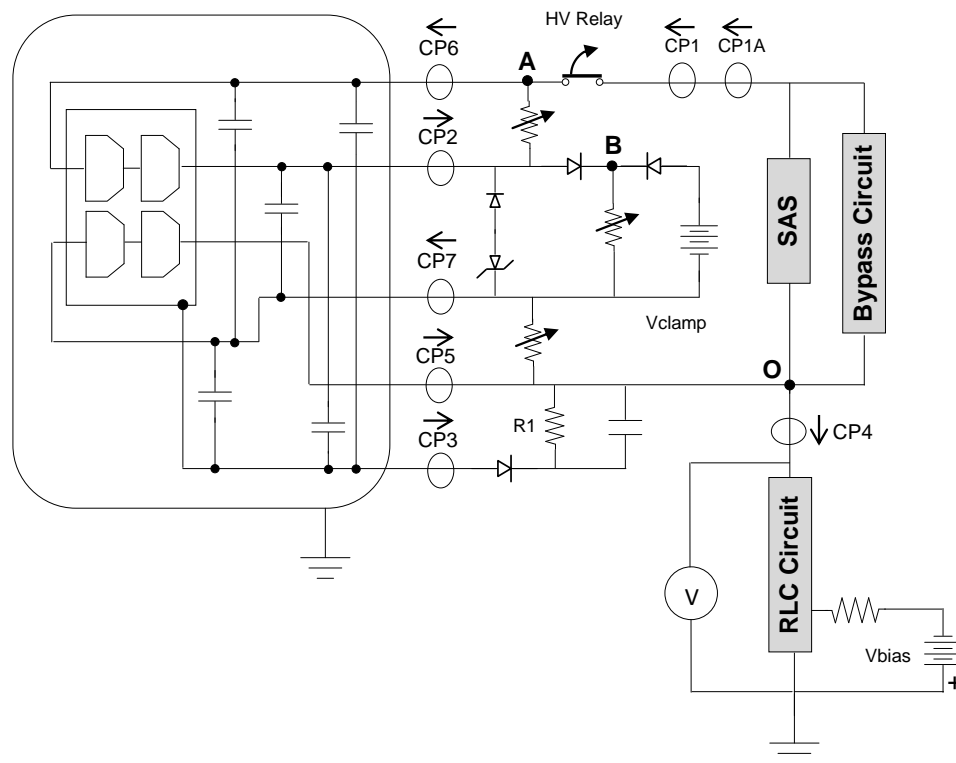 HV Relay
CP6
A
CP1
CP1A
CP2
B
SAS
Bypass Circuit
CP7
Vclamp
CP5
O
R1
CP3
CP4
RLC Circuit
V
Vbias
+